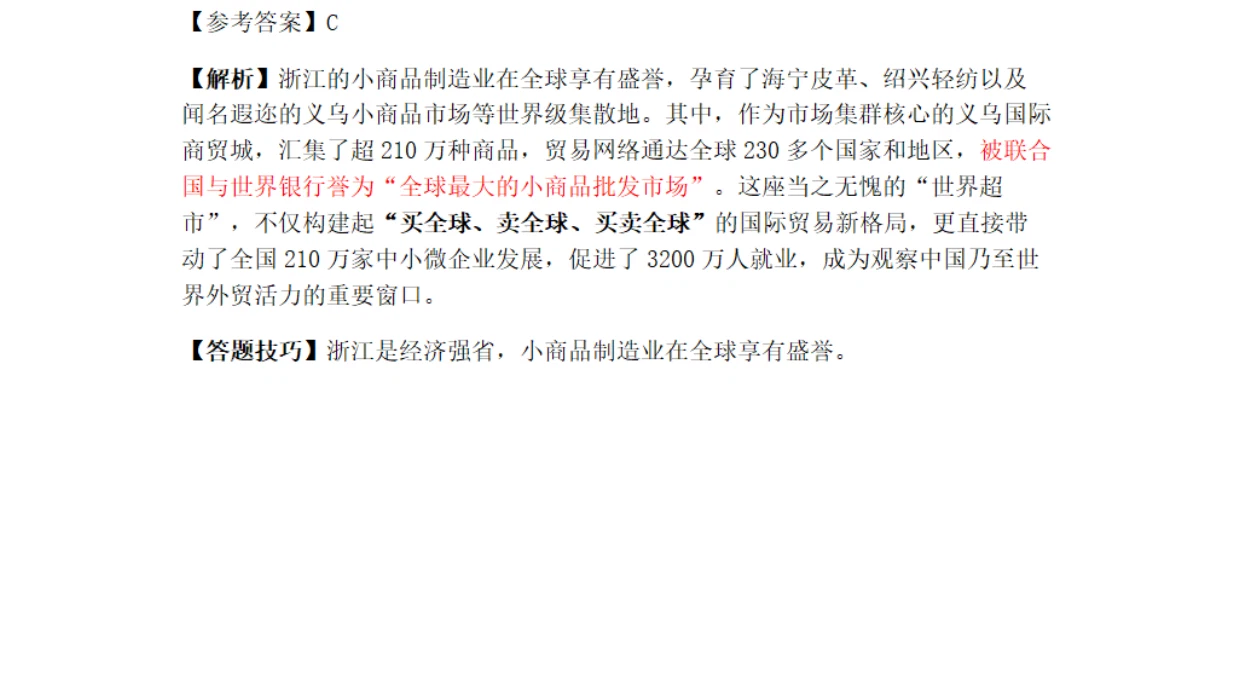 【参考答案】C
【解析】浙江的小商品制造业在全球享有盛誉，孕育了海宁皮革、绍兴轻纺以及
闻名遐迩的义乌小商品市场等世界级集散地。其中，作为市场集群核心的义乌国际
商贸城，汇集了超 210 万种商品，贸易网络通达全球 230 多个国家和地区，被联合
国与世界银行誉为“全球最大的小商品批发市场”。这座当之无愧的“世界超
市”，不仅构建起“买全球、卖全球、买卖全球”的国际贸易新格局，更直接带
动了全国 210 万家中小微企业发展，促进了 3200 万人就业，成为观察中国乃至世
界外贸活力的重要窗口。
【答题技巧】浙江是经济强省，小商品制造业在全球享有盛誉。